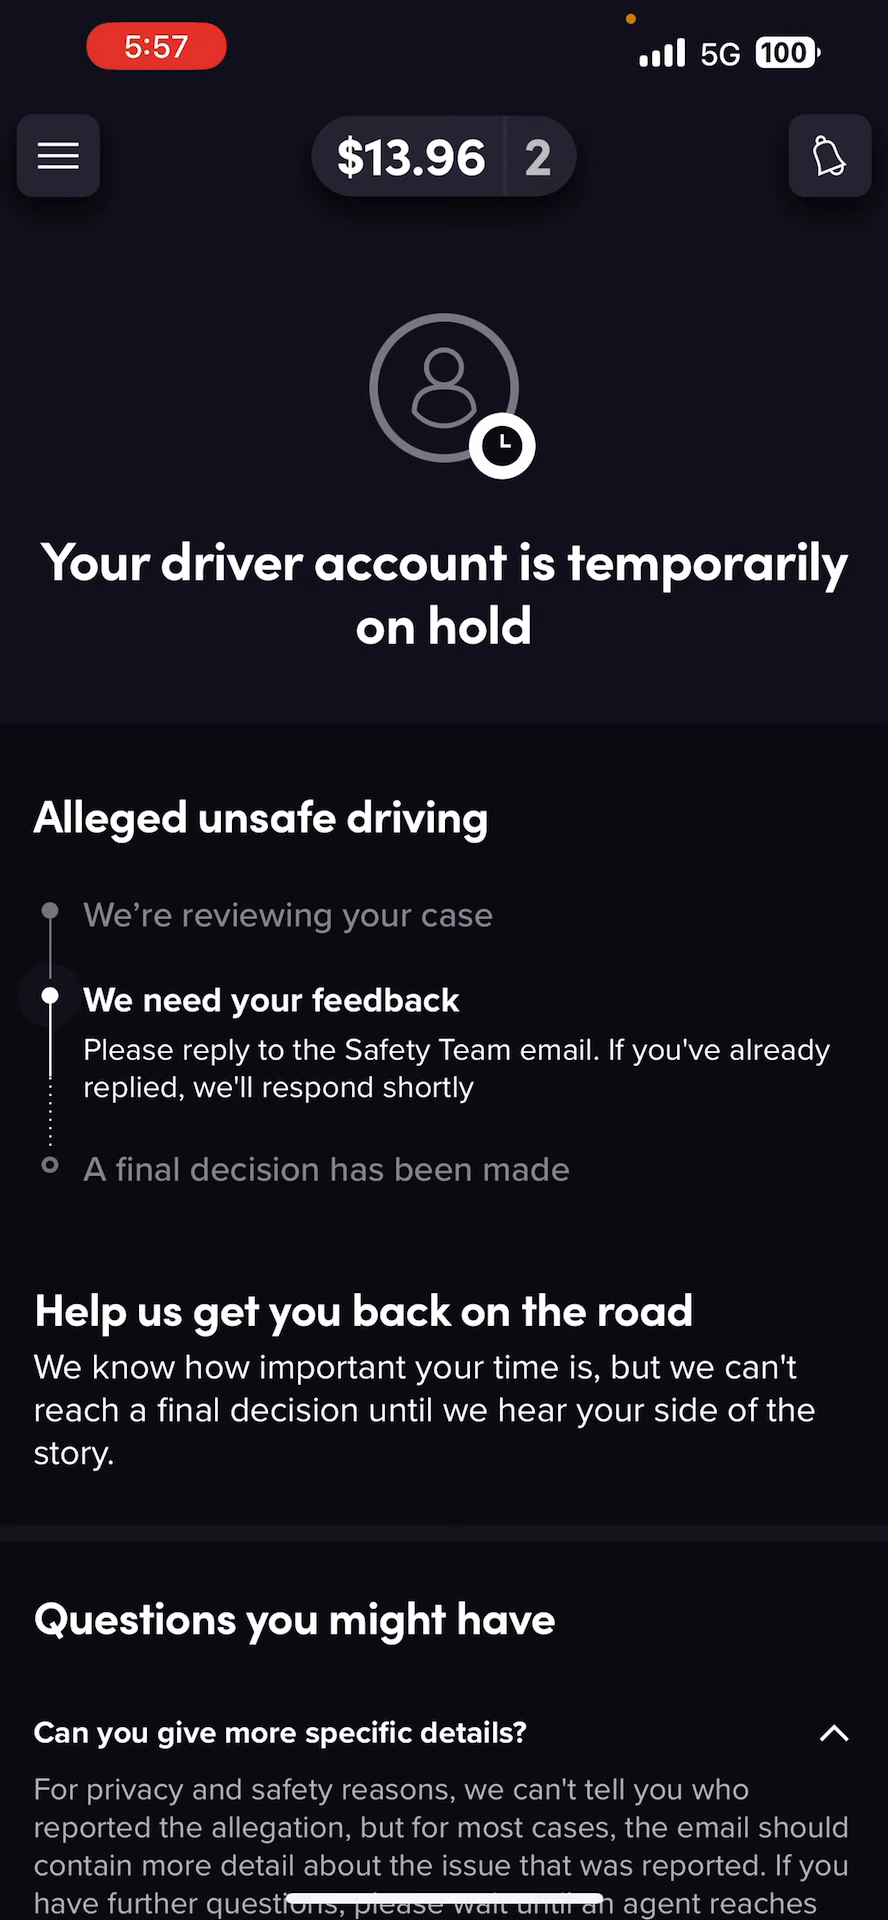 5:57
5G 100
$13.96 2
Your driver account is temporarily
on hold
Alleged unsafe driving
We’re reviewing your case
We need your feedback
Please reply to the Safety Team email. If you've already
replied, we'll respond shortly
A final decision has been made
Help us get you back on the road
We know how important your time is, but we can't
reach a final decision until we hear your side of the
story.
Questions you might have
Can you give more specific details?
For privacy and safety reasons, we can't tell you who
reported the allegation, but for most cases, the email should
contain more detail about the issue that was reported. If you
have further questions, please wait until an agent reaches